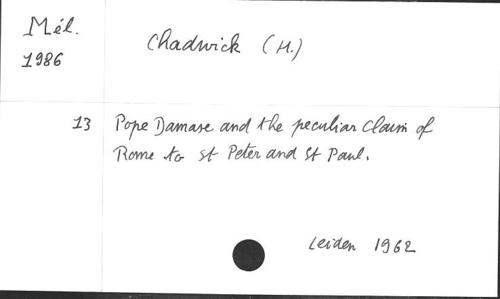 Mél.
1986
Chadwick (H.)
13 Pope Damase and the peculiar Claim of
Rome to st Peter and St Paul.
Leiden 1962